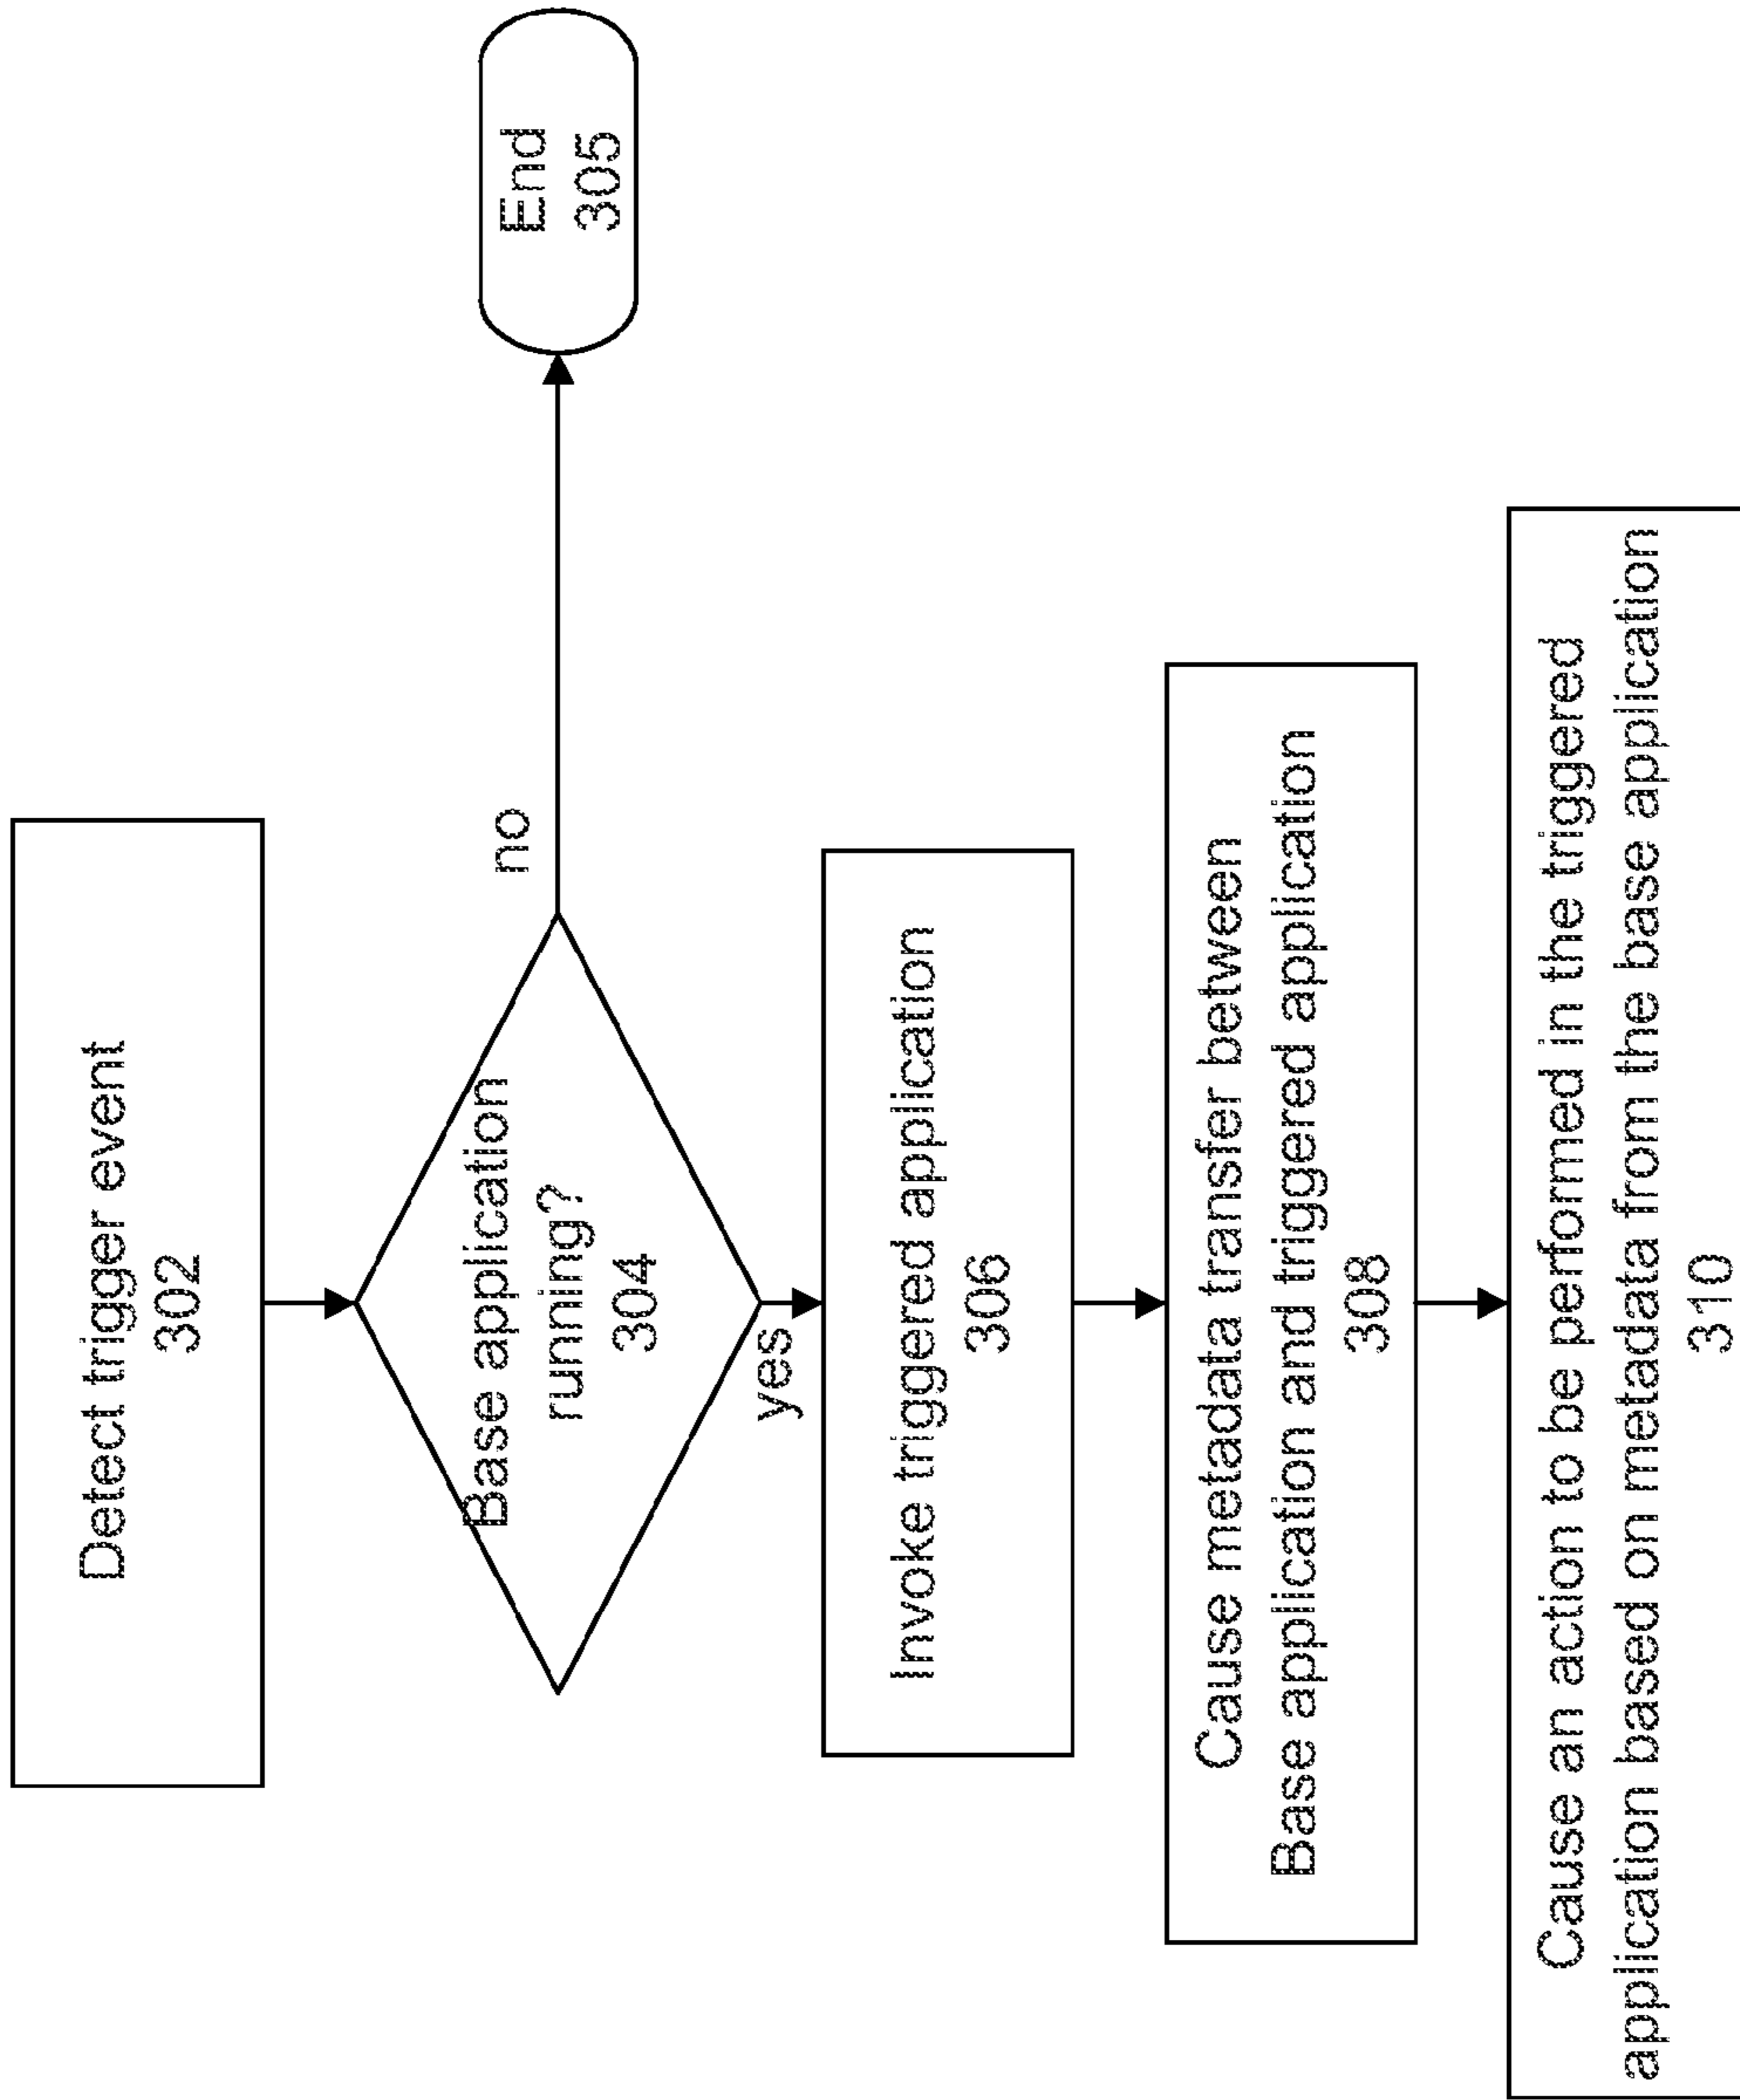 Detect trigger event
302
Base application
running?
304
no
End
305
yes
Invoke triggered application
306
Cause metadata transfer between
Base application and triggered application
308
Cause an action to be performed in the triggered
application based on metadata from the base application
310